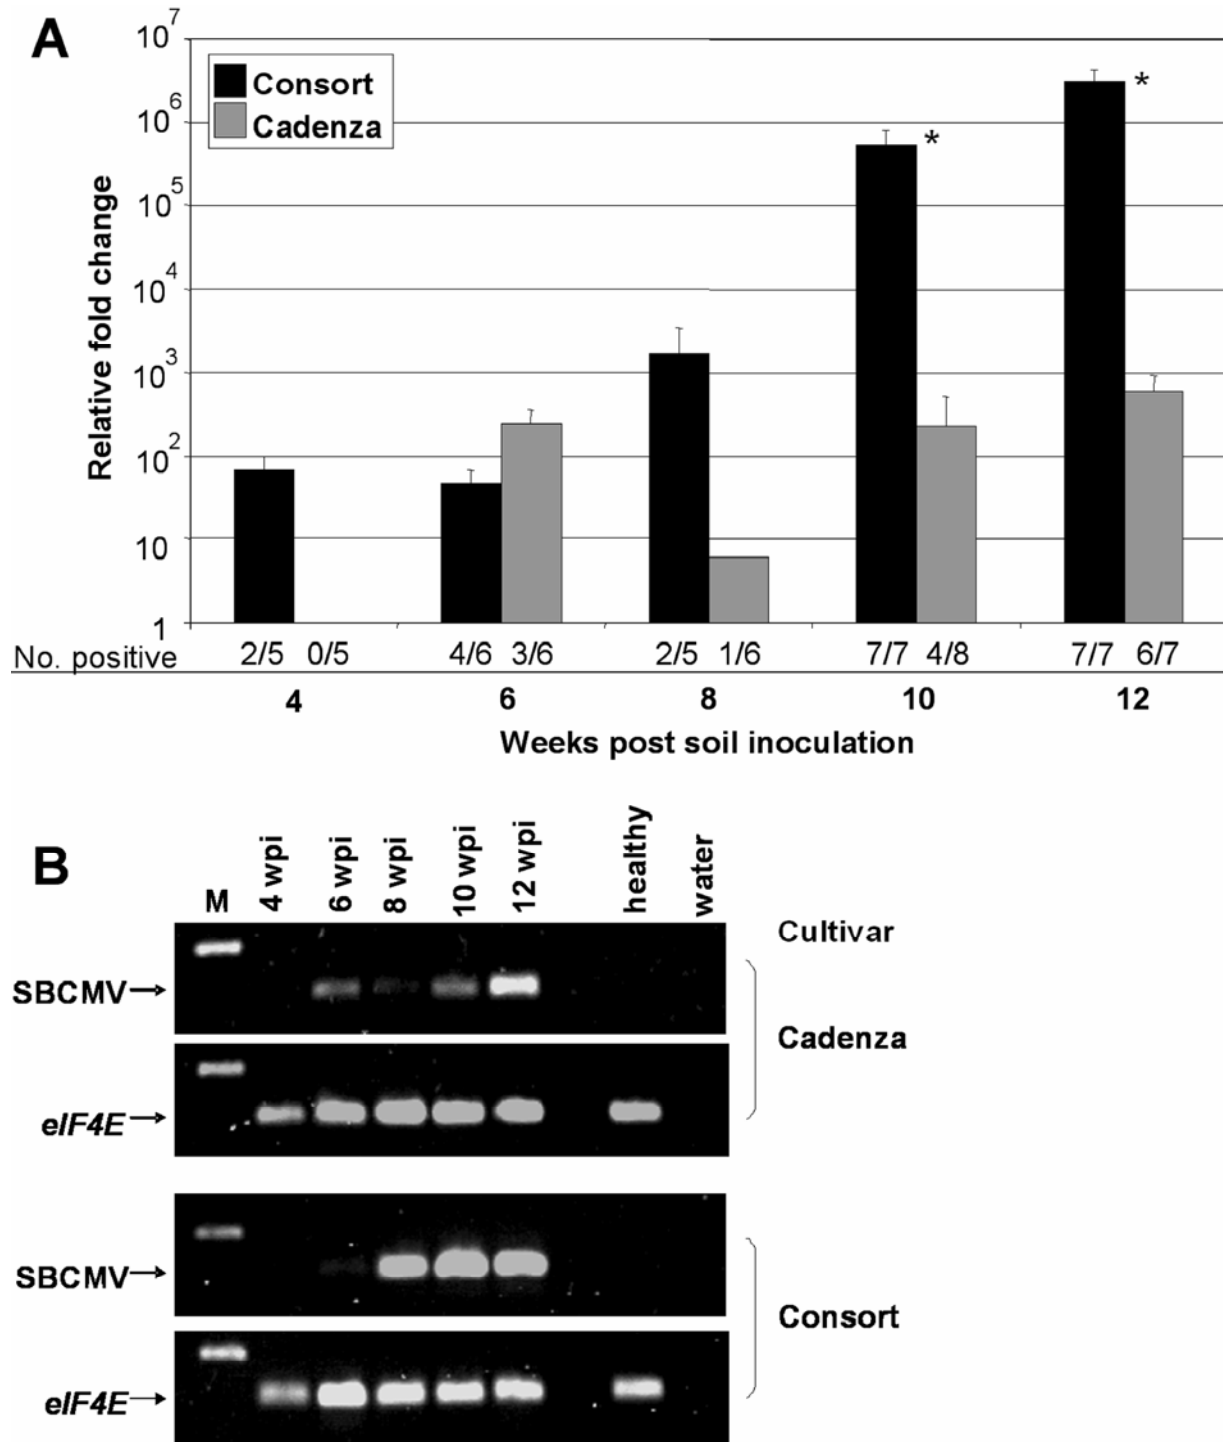 A
Relative fold change
10^7
10^6
10^5
10^4
10^3
10^2
10
1
Consort
Cadenza
*
*
No. positive 2/5 0/5 4/6 3/6 2/5 1/6 7/7 4/8 7/7 6/7
4 6 8 10 12
Weeks post soil inoculation
B
M 4 wpi 6 wpi 8 wpi 10 wpi 12 wpi healthy water
Cultivar
SBCMV
Cadenza
eIF4E
SBCMV
Consort
eIF4E